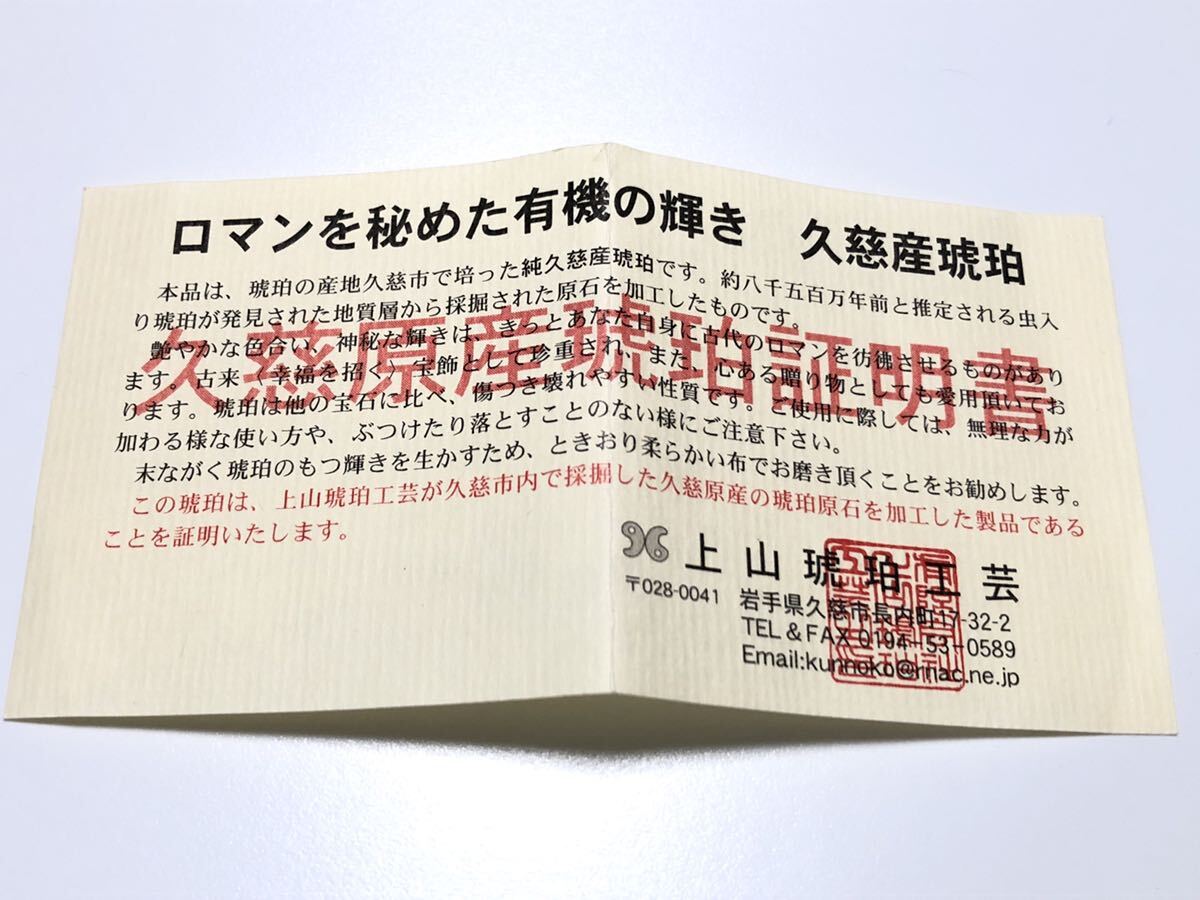 ロマンを秘めた有機の輝き　久慈産琥珀
本品は、琥珀の産地久慈市で培った純久慈産琥珀です。約八千五百万年前と推定される虫入
り琥珀が発見された地質層から採掘された原石を加工したものです。
艶やかな色合い、神秘な輝きは、きっとあなた自身に古代のロマンを彷彿させるものがあり
ます。古来〈幸福を招く〉宝飾として珍重され、また、心ある贈り物としても愛用頂いてお
ります。琥珀は他の宝石に比べ、傷つき壊れやすい性質です。ご使用に際しては、無理な力が
加わる様な使い方や、ぶつけたり落とすことのない様にご注意下さい。
末ながく琥珀のもつ輝きを生かすため、ときおり柔らかい布でお磨き頂くことをお勧めします。
久慈原産琥珀証明書
この琥珀は、上山琥珀工芸が久慈市内で採掘した久慈原産の琥珀原石を加工した製品である
ことを証明いたします。
上山琥珀工芸
〒028-0041 岩手県久慈市長内町17-32-2
TEL＆FAX 0194-53-0589
Email:kunnoko@rnac.ne.jp